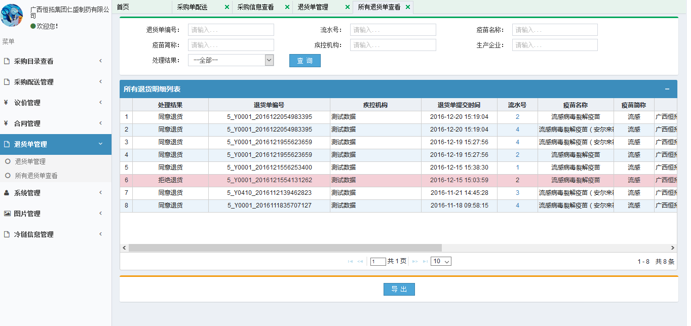 首页 采购单配送 采购信息查看 退货单管理 所有退货单查看
广西恒拓集团仁盛制药有限公司
欢迎您！
菜单
采购目录查看
采购配送管理
议价管理
合同管理
退货单管理
退货单管理
所有退货单查看
系统管理
图片管理
冷链信息管理
退货单编号: 请输入... 流水号: 请输入... 疫苗名称: 请输入...
疫苗简称: 请输入... 疾控机构: 请输入... 生产企业: 请输入...
处理结果: --全部-- 查 询
所有退货明细列表
处理结果 退货单编号 疾控机构 退货单提交时间 流水号 疫苗名称 疫苗简称
1 同意退货 5_Y0001_2016122054983395 测试数据 2016-12-20 15:19:04 2 流感病毒裂解疫苗 流感 广西恒拓
2 同意退货 5_Y0001_2016122054983395 测试数据 2016-12-20 15:19:04 4 流感病毒裂解疫苗（安尔来 流感 广西恒拓
3 同意退货 5_Y0001_2016121955623659 测试数据 2016-12-19 15:27:56 4 流感病毒裂解疫苗（安尔来 流感 广西恒拓
4 同意退货 5_Y0001_2016121955623659 测试数据 2016-12-19 15:27:56 2 流感病毒裂解疫苗 流感 广西恒拓
5 同意退货 5_Y0001_2016121556253400 测试数据 2016-12-15 15:38:30 1 流感病毒裂解疫苗 流感 广西恒拓
6 拒绝退货 5_Y0001_2016121554131262 测试数据 2016-12-15 15:03:59 2 流感病毒裂解疫苗 流感 广西恒拓
7 同意退货 5_Y0410_2016112139462823 测试数据 2016-11-21 14:45:28 3 流感病毒裂解疫苗（安尔来 流感 广西恒拓
8 同意退货 5_Y0001_2016111835707127 测试数据 2016-11-18 09:58:15 4 流感病毒裂解疫苗（安尔来 流感 广西恒拓
1 共 1 页 10 1 - 8 共 8 条
导 出